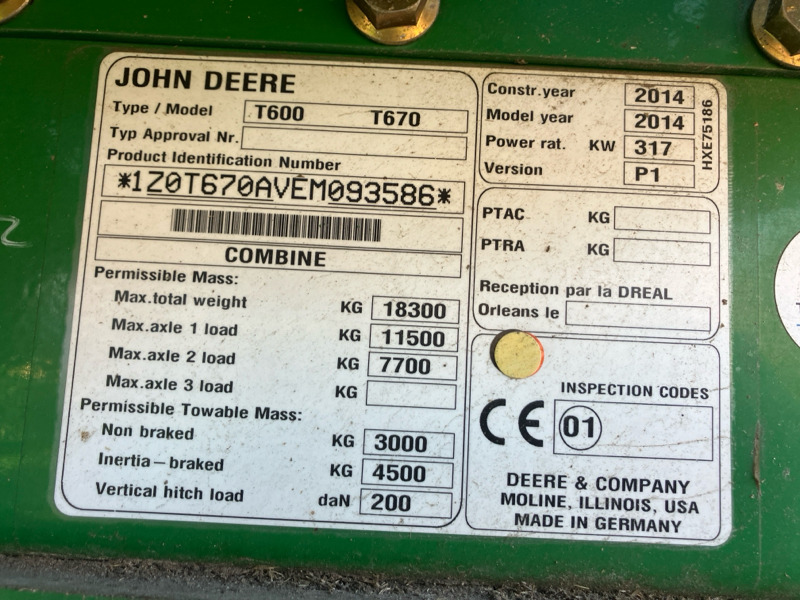 JOHN DEERE
Type / Model T600 T670
Typ Approval Nr.
Product Identification Number
*1Z0T670AVEM093586*
COMBINE
Permissible Mass:
Max.total weight KG 18300
Max.axle 1 load KG 11500
Max.axle 2 load KG 7700
Max.axle 3 load KG
Permissible Towable Mass:
Non braked KG 3000
Inertia-braked KG 4500
Vertical hitch load daN 200
Constr.year 2014
Model year 2014
Power rat. KW 317
Version P1
HXE75186
PTAC KG
PTRA KG
Reception par la DREAL
Orleans le
INSPECTION CODES
CE 01
DEERE & COMPANY
MOLINE, ILLINOIS, USA
MADE IN GERMANY